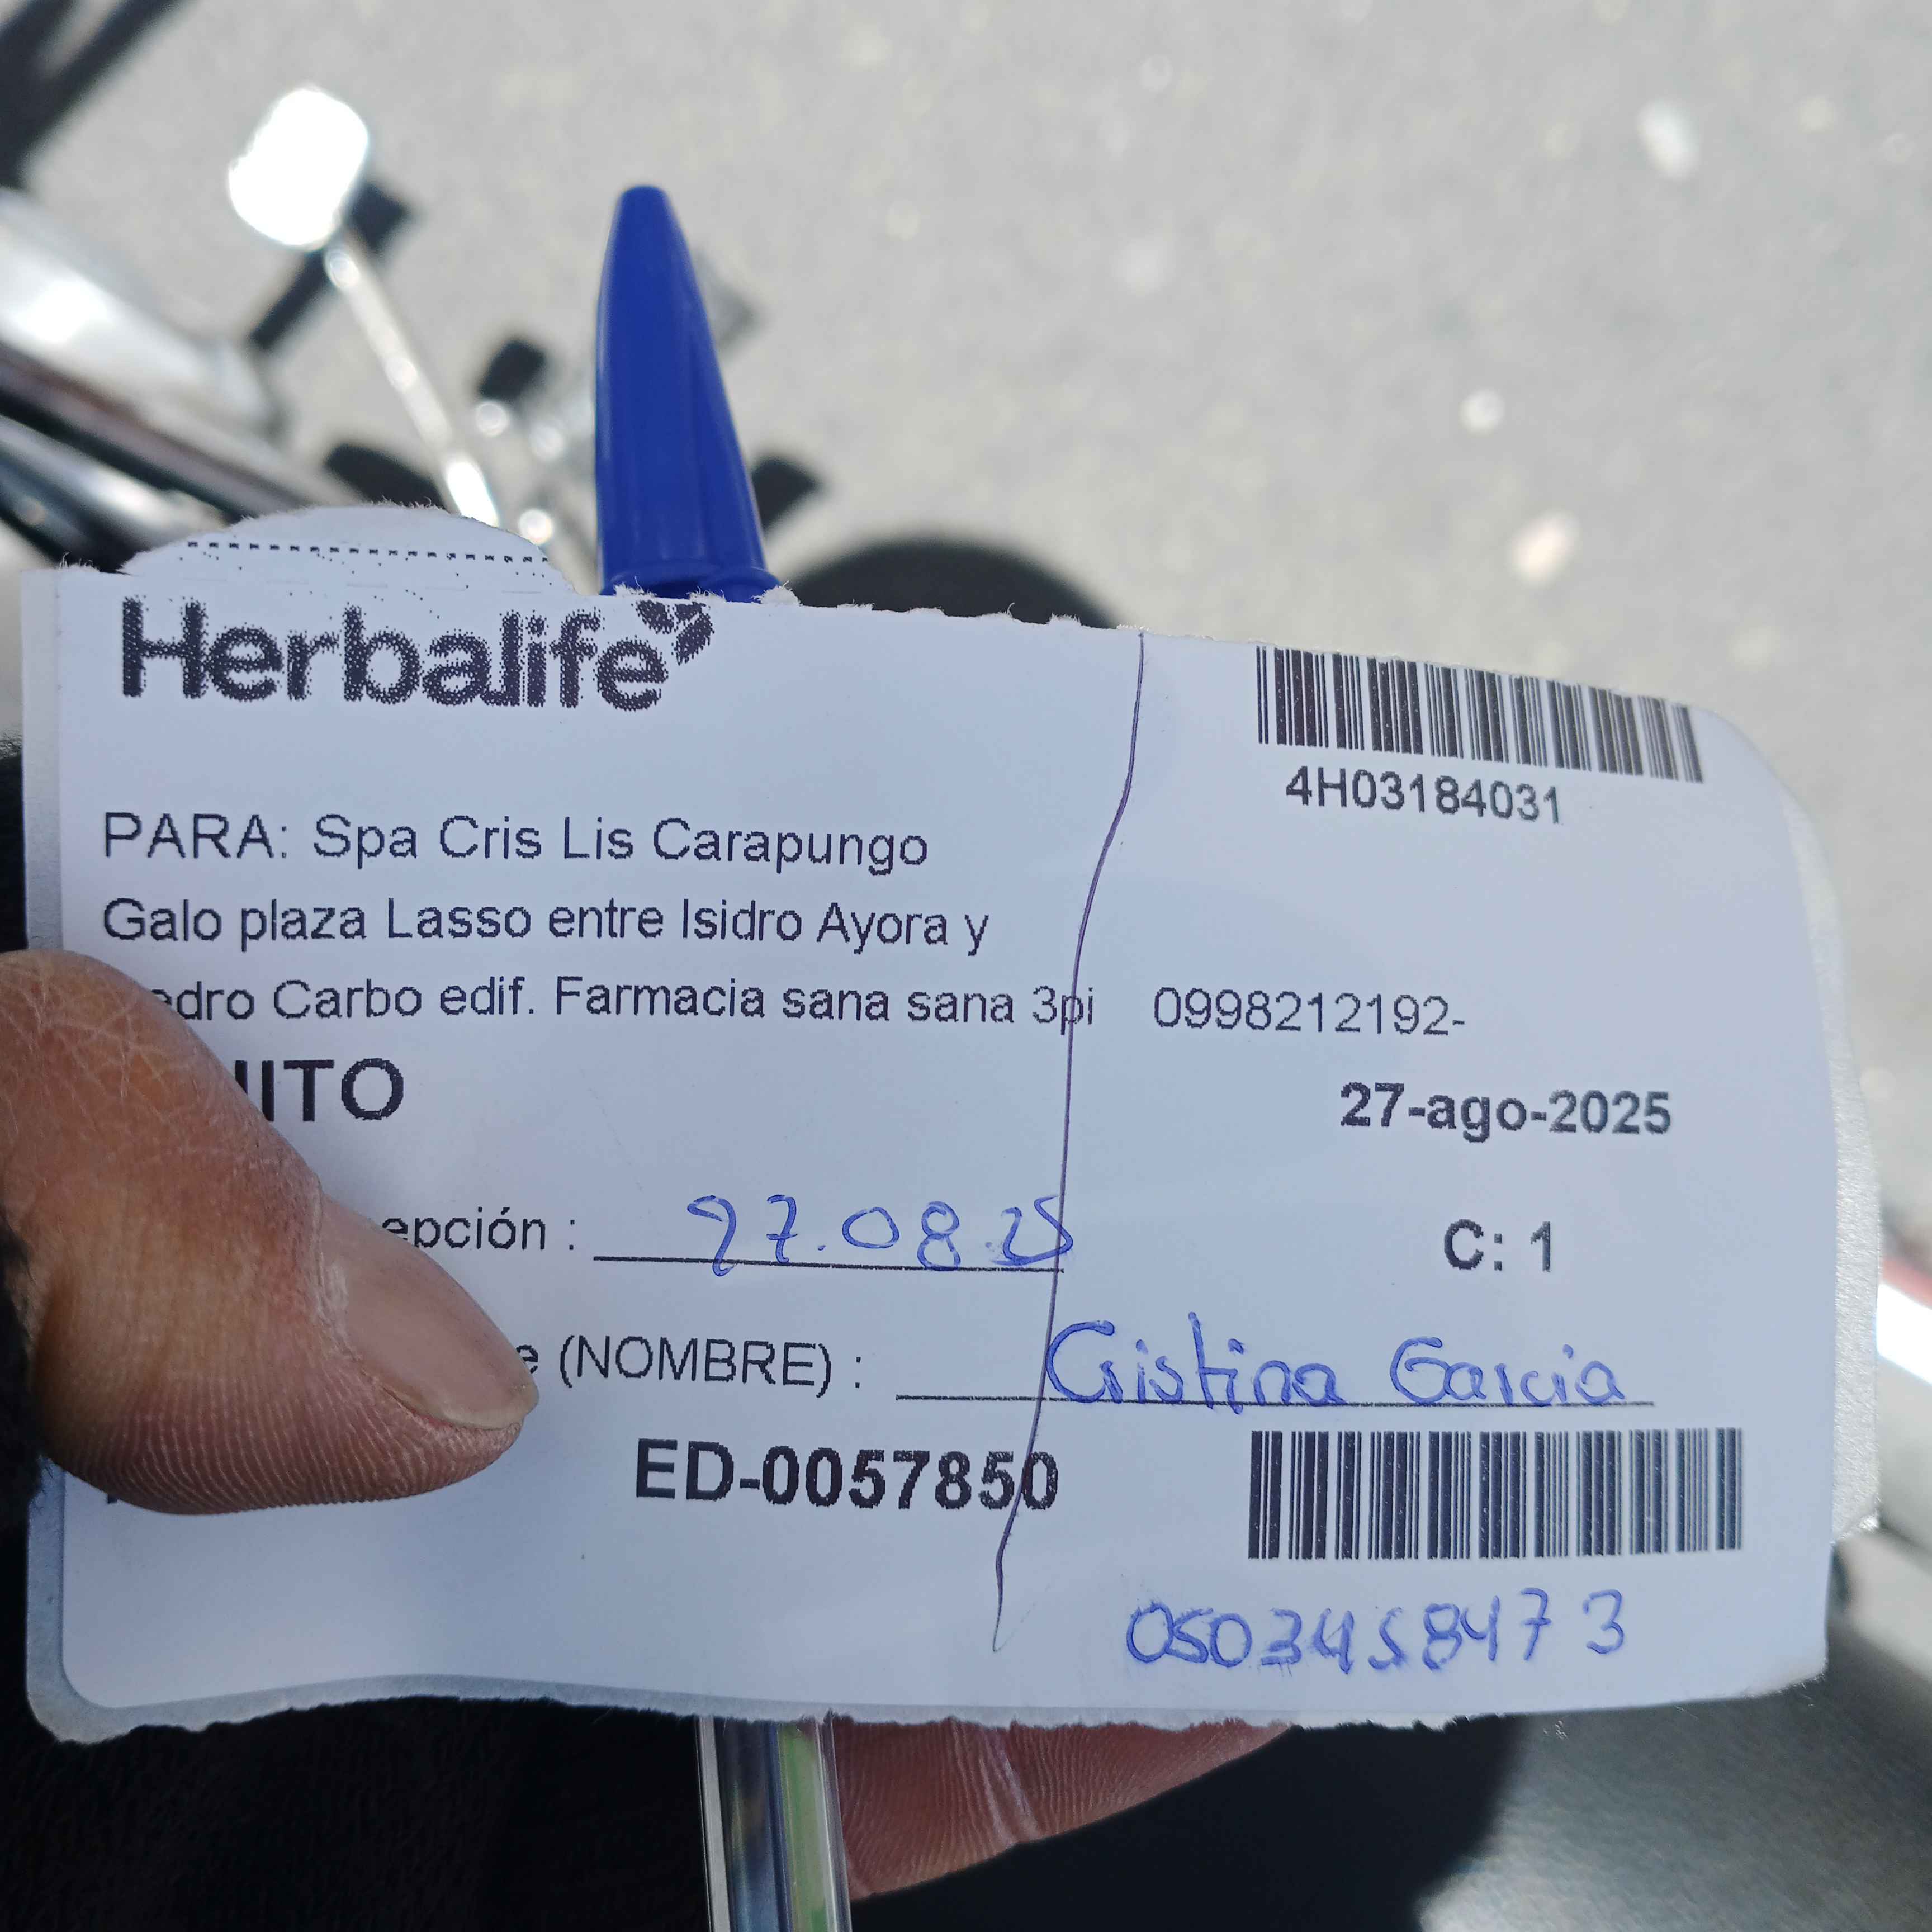 Herbalife
4H03184031
PARA: Spa Cris Lis Carapungo
Galo plaza Lasso entre Isidro Ayora y
edro Carbo edif. Farmacia sana sana 3pi 0998212192-
UITO
27-ago-2025
epción : 27.08.25
C: 1
e (NOMBRE) : Cristina Garcia
ED-0057850
0503458473